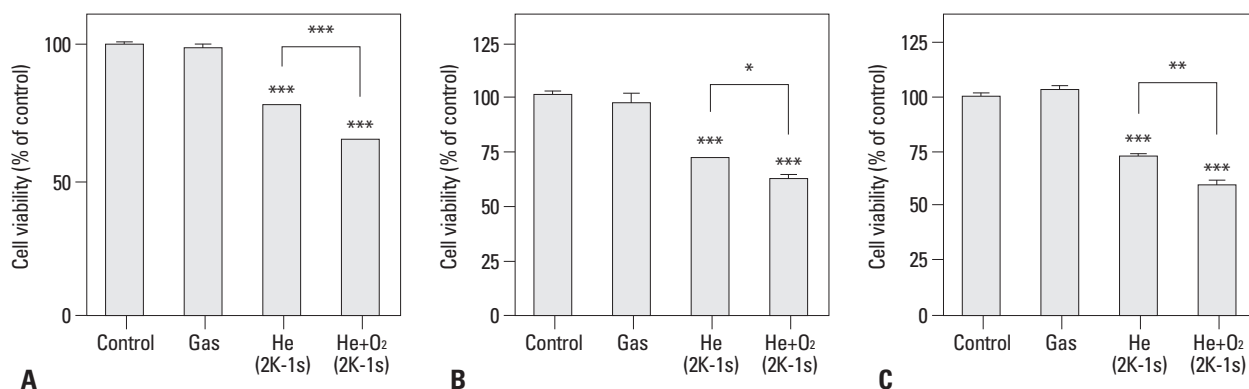 Cell viability (% of control)
100
50
0
***
***
***
Control
Gas
He
(2K-1s)
He+O₂
(2K-1s)
A
Cell viability (% of control)
125
100
75
50
25
0
*
***
***
Control
Gas
He
(2K-1s)
He+O₂
(2K-1s)
B
Cell viability (% of control)
125
100
75
50
25
0
**
***
***
Control
Gas
He
(2K-1s)
He+O₂
(2K-1s)
C